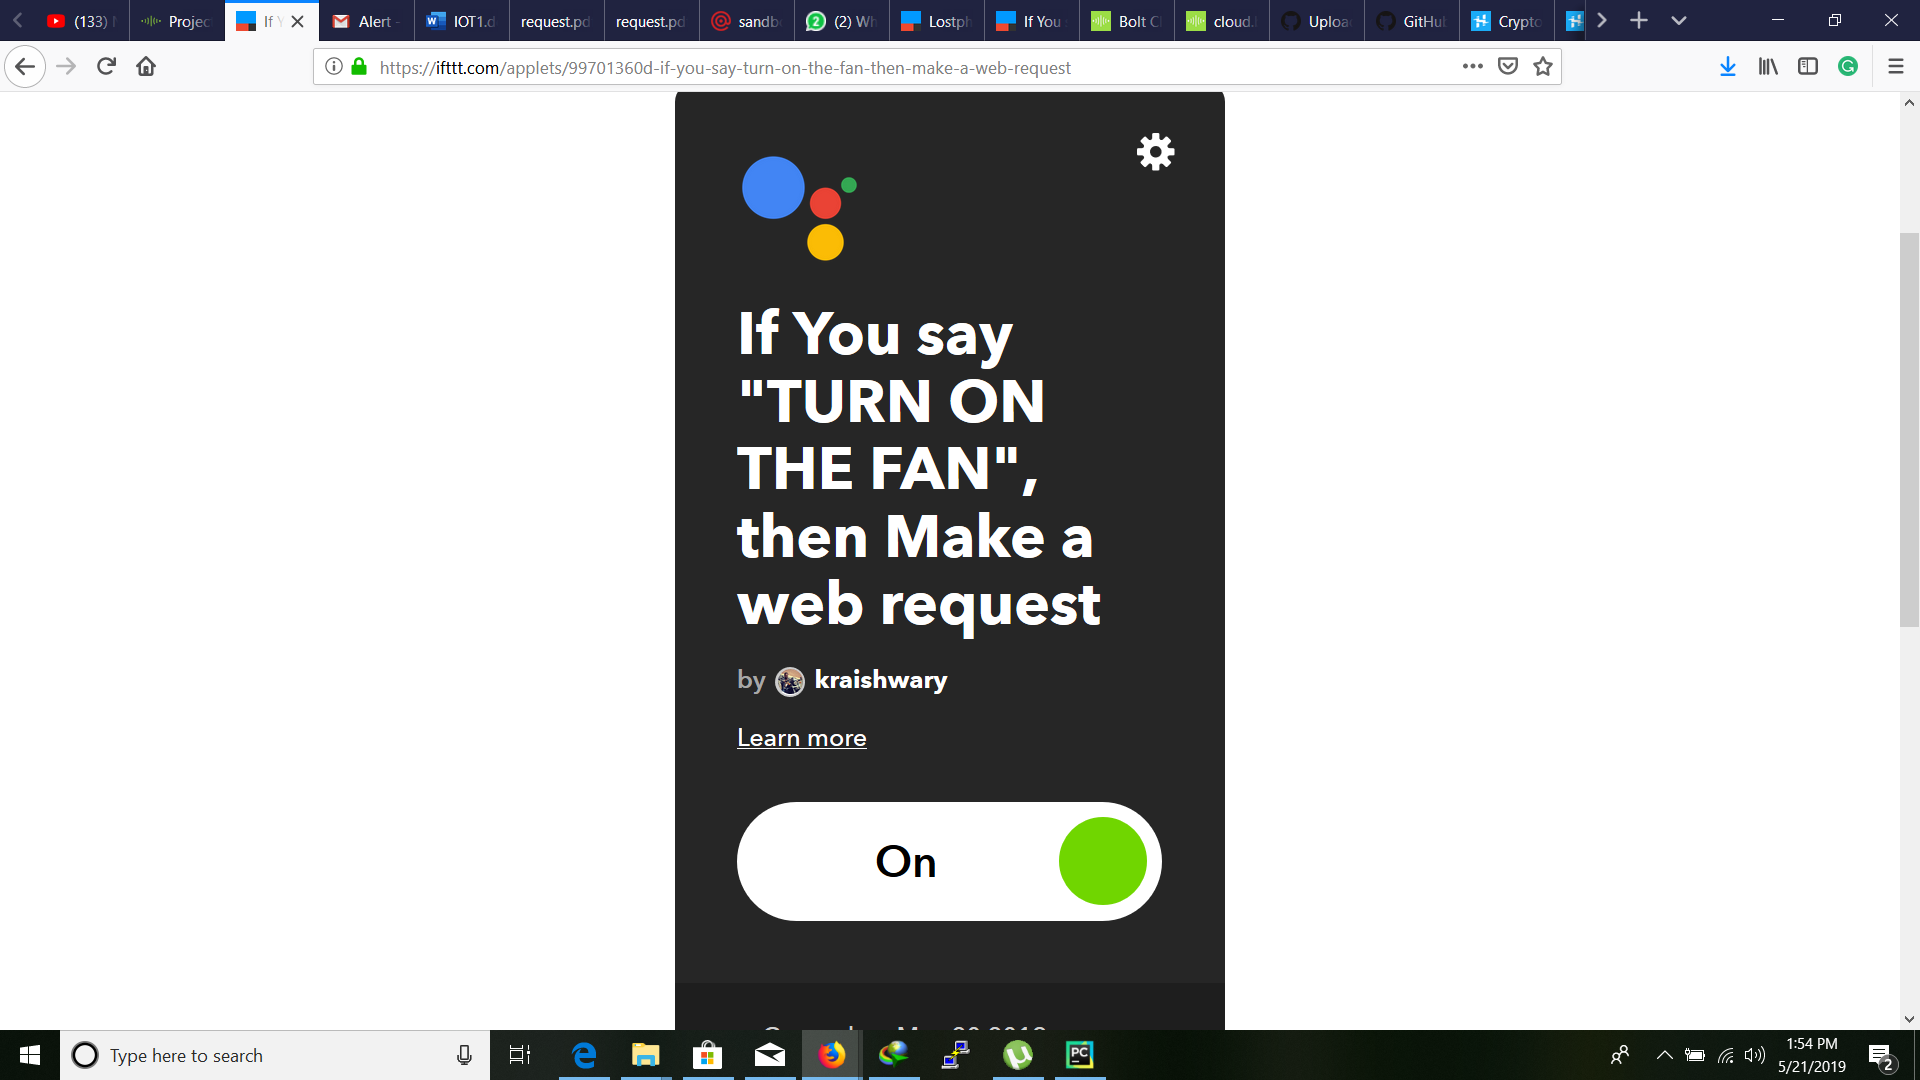 (133)
Projec
If Y
Alert -
IOT1.d
request.pd
request.pd
sandb
(2) Wh
Lostph
If You
Bolt Cl
cloud.
Uploa
GitHu
Crypto
https://ifttt.com/applets/99701360d-if-you-say-turn-on-the-fan-then-make-a-web-request
If You say
"TURN ON
THE FAN",
then Make a
web request
by kraishwary
Learn more
On
Type here to search
PC
1:54 PM
5/21/2019
2